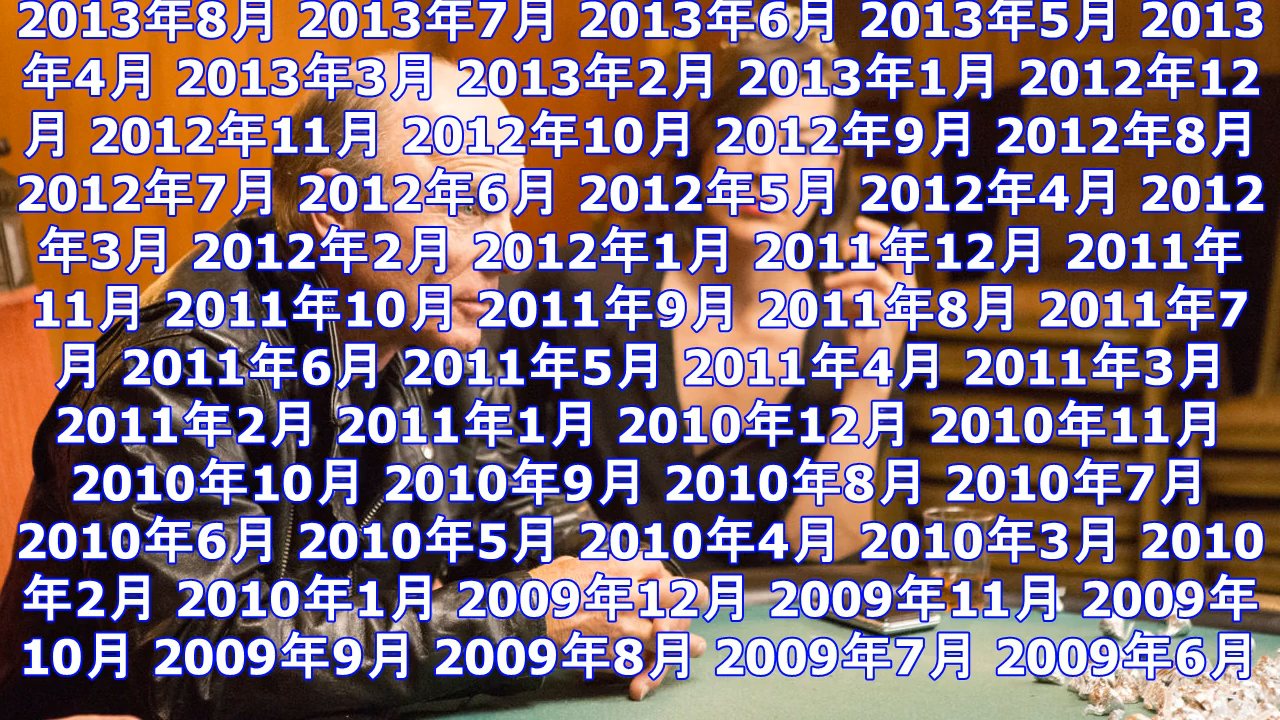 2013年8月 2013年7月 2013年6月 2013年5月 2013
年4月 2013年3月 2013年2月 2013年1月 2012年12
月 2012年11月 2012年10月 2012年9月 2012年8月
2012年7月 2012年6月 2012年5月 2012年4月 2012
年3月 2012年2月 2012年1月 2011年12月 2011年
11月 2011年10月 2011年9月 2011年8月 2011年7
月 2011年6月 2011年5月 2011年4月 2011年3月
2011年2月 2011年1月 2010年12月 2010年11月
2010年10月 2010年9月 2010年8月 2010年7月
2010年6月 2010年5月 2010年4月 2010年3月 2010
年2月 2010年1月 2009年12月 2009年11月 2009年
10月 2009年9月 2009年8月 2009年7月 2009年6月